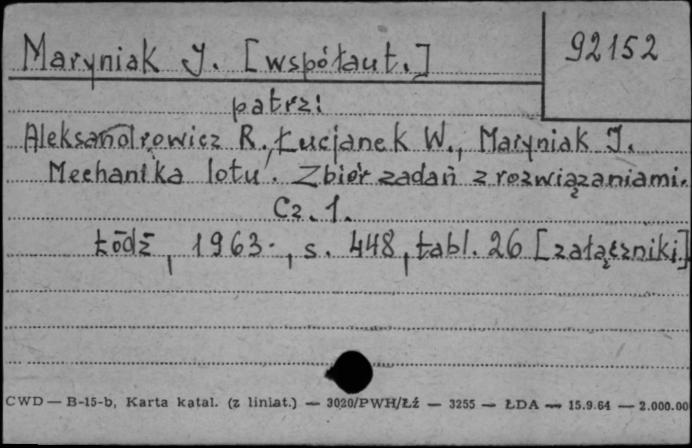 Maryniak J. [współaut.]
92152
patrz:
Aleksandrowicz R., Łucjanek W., Maryniak J.
Mechanika lotu. Zbiór zadań z rozwiązaniami.
Cz. 1.
Łódź, 1963., s. 448, tabl. 26 [załączniki]
CWD — B-15-b, Karta katal. (z liniat.) — 3020/PWH/Łź — 3255 — ŁDA — 15.9.64 — 2.000.00